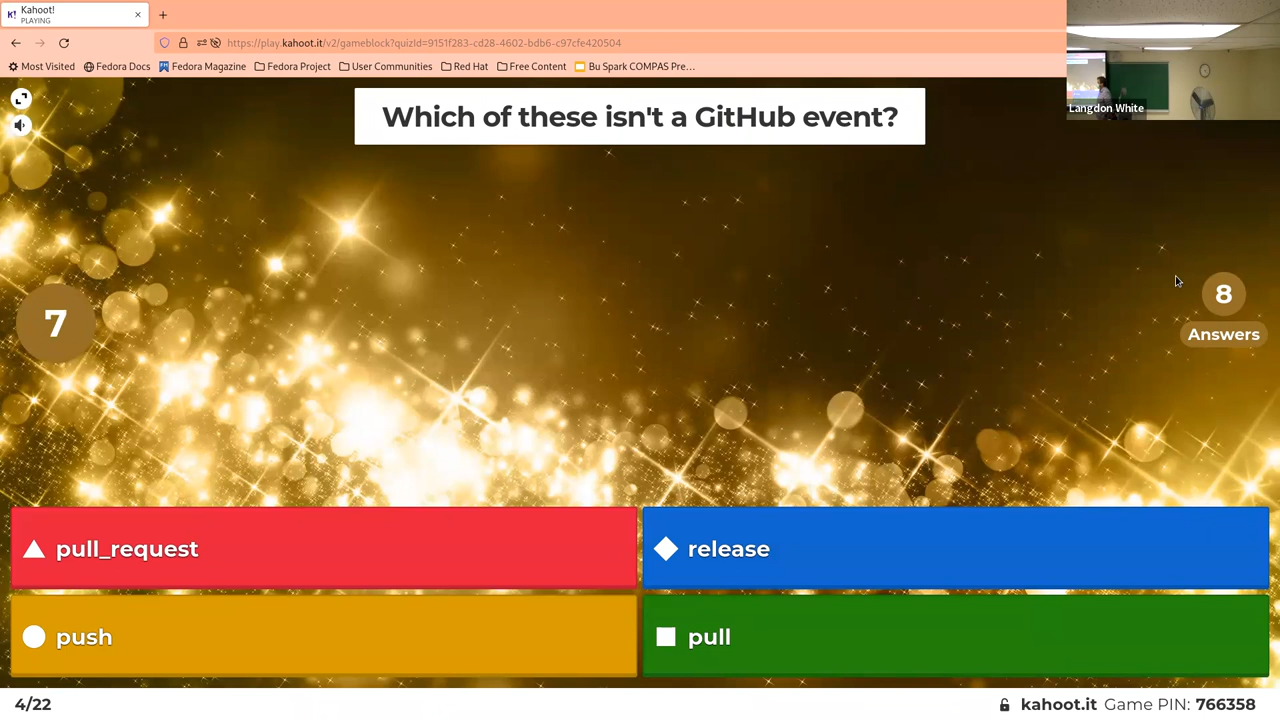 Kahoot!
PLAYING
https://play.kahoot.it/v2/gameblock?quizId=9151f283-cd28-4602-bdb6-c97cfe420504
Most Visited Fedora Docs Fedora Magazine Fedora Project User Communities Red Hat Free Content Bu Spark COMPAS Pre…
Langdon White
Which of these isn't a GitHub event?
7
8
Answers
pull_request
release
push
pull
4/22
kahoot.it Game PIN: 766358